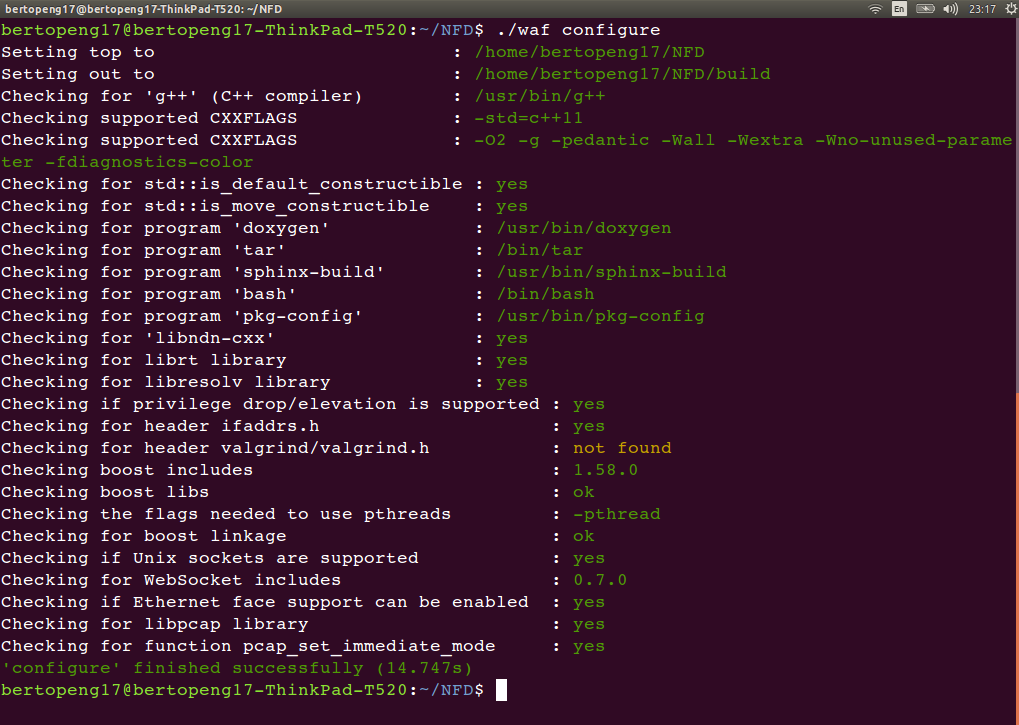 bertopeng17@bertopeng17-ThinkPad-T520: ~/NFD En 23:17
bertopeng17@bertopeng17-ThinkPad-T520:~/NFD$ ./waf configure
Setting top to : /home/bertopeng17/NFD
Setting out to : /home/bertopeng17/NFD/build
Checking for 'g++' (C++ compiler) : /usr/bin/g++
Checking supported CXXFLAGS : -std=c++11
Checking supported CXXFLAGS : -O2 -g -pedantic -Wall -Wextra -Wno-unused-parame
ter -fdiagnostics-color
Checking for std::is_default_constructible : yes
Checking for std::is_move_constructible : yes
Checking for program 'doxygen' : /usr/bin/doxygen
Checking for program 'tar' : /bin/tar
Checking for program 'sphinx-build' : /usr/bin/sphinx-build
Checking for program 'bash' : /bin/bash
Checking for program 'pkg-config' : /usr/bin/pkg-config
Checking for 'libndn-cxx' : yes
Checking for librt library : yes
Checking for libresolv library : yes
Checking if privilege drop/elevation is supported : yes
Checking for header ifaddrs.h : yes
Checking for header valgrind/valgrind.h : not found
Checking boost includes : 1.58.0
Checking boost libs : ok
Checking the flags needed to use pthreads : -pthread
Checking for boost linkage : ok
Checking if Unix sockets are supported : yes
Checking for WebSocket includes : 0.7.0
Checking if Ethernet face support can be enabled : yes
Checking for libpcap library : yes
Checking for function pcap_set_immediate_mode : yes
'configure' finished successfully (14.747s)
bertopeng17@bertopeng17-ThinkPad-T520:~/NFD$